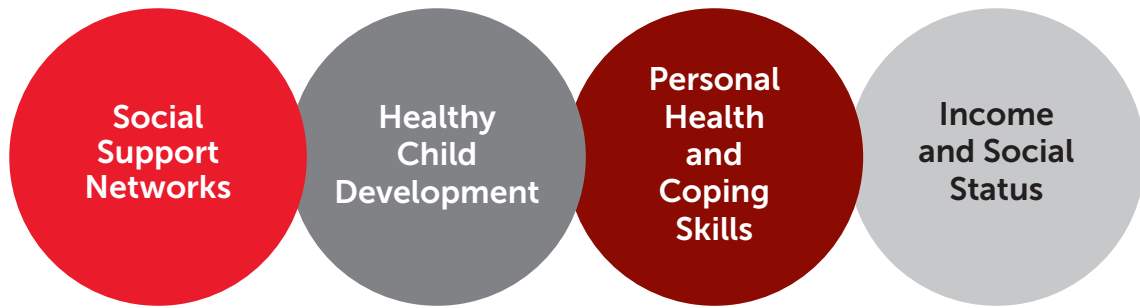 Social
Support
Networks
Healthy
Child
Development
Personal
Health
and
Coping
Skills
Income
and Social
Status